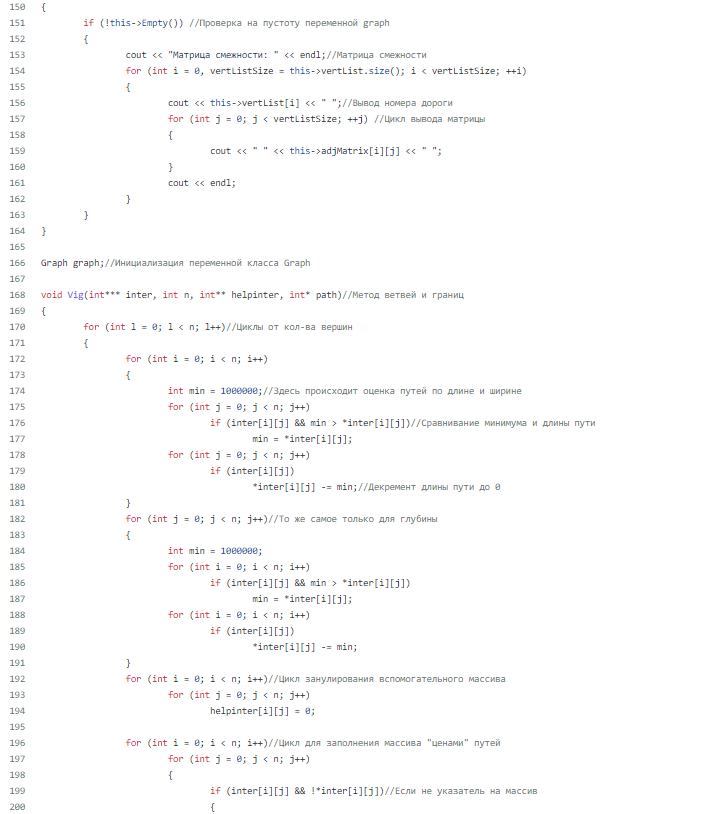 150 {
151 if (!this->Empty()) //Проверка на пустоту переменной graph
152 {
153 cout << "Матрица смежности: " << endl;//Матрица смежности
154 for (int i = 0, vertListSize = this->vertList.size(); i < vertListSize; ++i)
155 {
156 cout << this->vertList[i] << " ";//Вывод номера дороги
157 for (int j = 0; j < vertListSize; ++j) //Цикл вывода матрицы
158 {
159 cout << " " << this->adjMatrix[i][j] << " ";
160 }
161 cout << endl;
162 }
163 }
164 }
165
166 Graph graph;//Инициализация переменной класса Graph
167
168 void Vig(int*** inter, int n, int** helpinter, int* path)//Метод ветвей и границ
169 {
170 for (int l = 0; l < n; l++)//Циклы от кол-ва вершин
171 {
172 for (int i = 0; i < n; i++)
173 {
174 int min = 1000000;//Здесь происходит оценка путей по длине и ширине
175 for (int j = 0; j < n; j++)
176 if (inter[i][j] && min > *inter[i][j])//Сравнивание минимума и длины пути
177 min = *inter[i][j];
178 for (int j = 0; j < n; j++)
179 if (inter[i][j])
180 *inter[i][j] -= min;//Декремент длины пути до 0
181 }
182 for (int j = 0; j < n; j++)//То же самое только для глубины
183 {
184 int min = 1000000;
185 for (int i = 0; i < n; i++)
186 if (inter[i][j] && min > *inter[i][j])
187 min = *inter[i][j];
188 for (int i = 0; i < n; i++)
189 if (inter[i][j])
190 *inter[i][j] -= min;
191 }
192 for (int i = 0; i < n; i++)//Цикл занулирования вспомогательного массива
193 for (int j = 0; j < n; j++)
194 helpinter[i][j] = 0;
195
196 for (int i = 0; i < n; i++)//Цикл для заполнения массива "ценами" путей
197 for (int j = 0; j < n; j++)
198 {
199 if (inter[i][j] && !*inter[i][j])//Если не указатель на массив
200 {